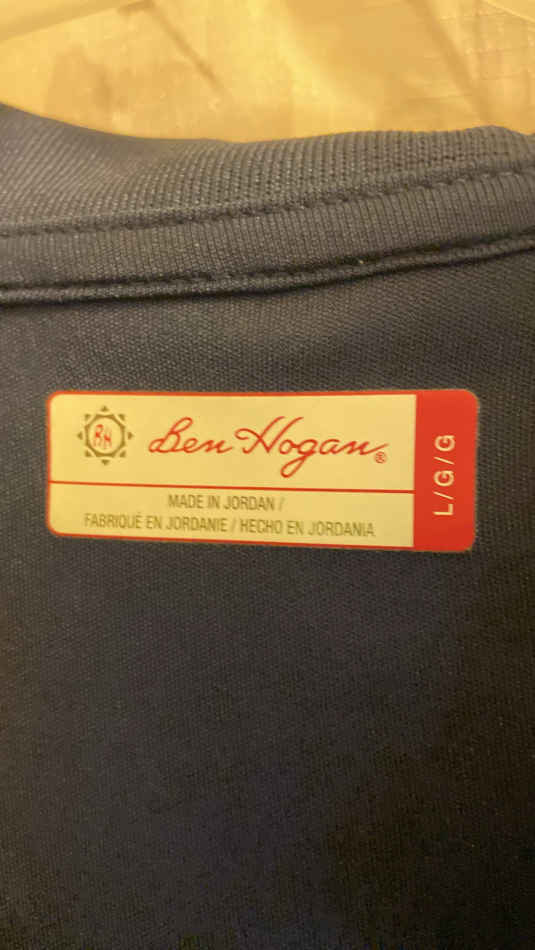 BH
Ben Hogan®
MADE IN JORDAN /
FABRIQUÉ EN JORDANIE / HECHO EN JORDANIA
L/G/G